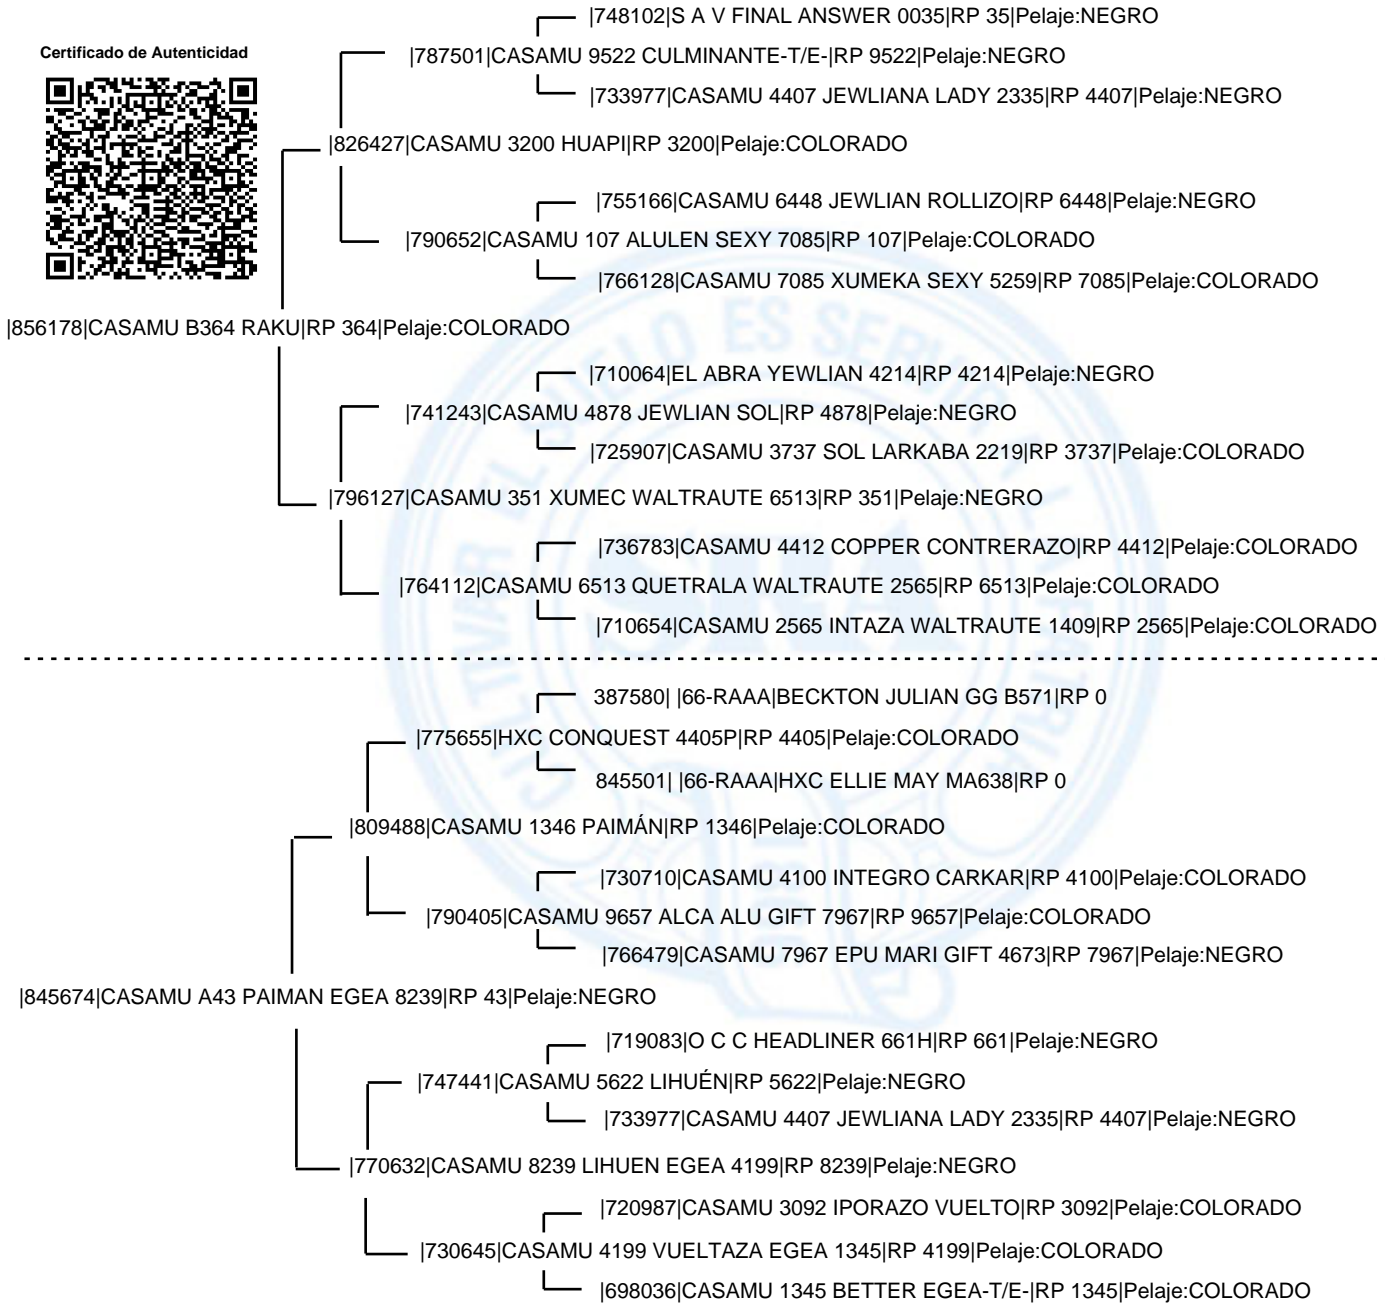 |748102|S A V FINAL ANSWER 0035|RP 35|Pelaje:NEGRO
Certificado de Autenticidad
|787501|CASAMU 9522 CULMINANTE-T/E-|RP 9522|Pelaje:NEGRO
|733977|CASAMU 4407 JEWLIANA LADY 2335|RP 4407|Pelaje:NEGRO
|826427|CASAMU 3200 HUAPI|RP 3200|Pelaje:COLORADO
|755166|CASAMU 6448 JEWLIAN ROLLIZO|RP 6448|Pelaje:NEGRO
|790652|CASAMU 107 ALULEN SEXY 7085|RP 107|Pelaje:COLORADO
|766128|CASAMU 7085 XUMEKA SEXY 5259|RP 7085|Pelaje:COLORADO
|856178|CASAMU B364 RAKU|RP 364|Pelaje:COLORADO
|710064|EL ABRA YEWLIAN 4214|RP 4214|Pelaje:NEGRO
|741243|CASAMU 4878 JEWLIAN SOL|RP 4878|Pelaje:NEGRO
|725907|CASAMU 3737 SOL LARKABA 2219|RP 3737|Pelaje:COLORADO
|796127|CASAMU 351 XUMEC WALTRAUTE 6513|RP 351|Pelaje:NEGRO
|736783|CASAMU 4412 COPPER CONTRERAZO|RP 4412|Pelaje:COLORADO
|764112|CASAMU 6513 QUETRALA WALTRAUTE 2565|RP 6513|Pelaje:COLORADO
|710654|CASAMU 2565 INTAZA WALTRAUTE 1409|RP 2565|Pelaje:COLORADO
387580| |66-RAAA|BECKTON JULIAN GG B571|RP 0
|775655|HXC CONQUEST 4405P|RP 4405|Pelaje:COLORADO
845501| |66-RAAA|HXC ELLIE MAY MA638|RP 0
|809488|CASAMU 1346 PAIMÁN|RP 1346|Pelaje:COLORADO
|730710|CASAMU 4100 INTEGRO CARKAR|RP 4100|Pelaje:COLORADO
|790405|CASAMU 9657 ALCA ALU GIFT 7967|RP 9657|Pelaje:COLORADO
|766479|CASAMU 7967 EPU MARI GIFT 4673|RP 7967|Pelaje:NEGRO
|845674|CASAMU A43 PAIMAN EGEA 8239|RP 43|Pelaje:NEGRO
|719083|O C C HEADLINER 661H|RP 661|Pelaje:NEGRO
|747441|CASAMU 5622 LIHUÉN|RP 5622|Pelaje:NEGRO
|733977|CASAMU 4407 JEWLIANA LADY 2335|RP 4407|Pelaje:NEGRO
|770632|CASAMU 8239 LIHUEN EGEA 4199|RP 8239|Pelaje:NEGRO
|720987|CASAMU 3092 IPORAZO VUELTO|RP 3092|Pelaje:COLORADO
|730645|CASAMU 4199 VUELTAZA EGEA 1345|RP 4199|Pelaje:COLORADO
|698036|CASAMU 1345 BETTER EGEA-T/E-|RP 1345|Pelaje:COLORADO
CULTIVAR EL SUELO ES SERVIR A LA PATRIA
SRA
1866